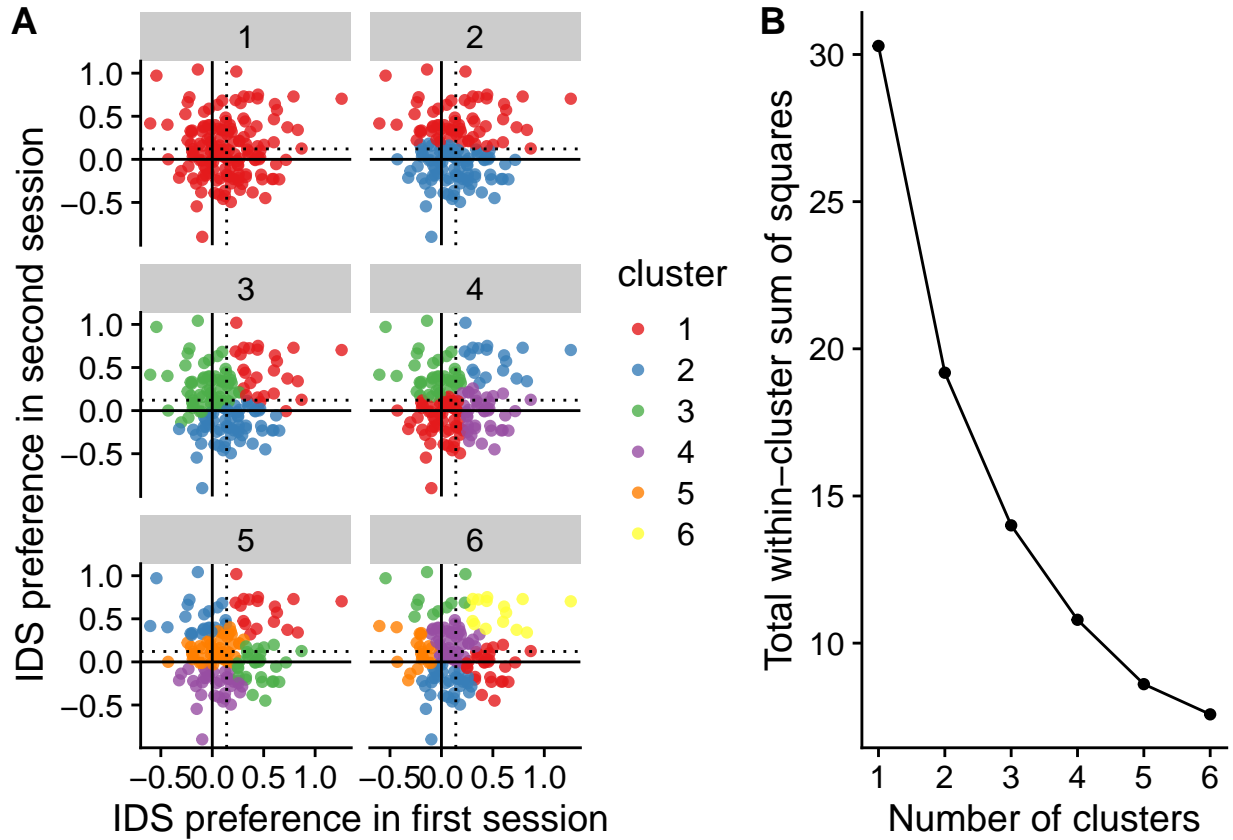 A
B
1
2
1.0
0.5
0.0
−0.5
3
4
1.0
0.5
0.0
−0.5
5
6
1.0
0.5
0.0
−0.5
−0.5 0.0 0.5 1.0
−0.5 0.0 0.5 1.0
IDS preference in first session
IDS preference in second session
cluster
1
2
3
4
5
6
30
25
20
15
10
Total within−cluster sum of squares
1 2 3 4 5 6
Number of clusters